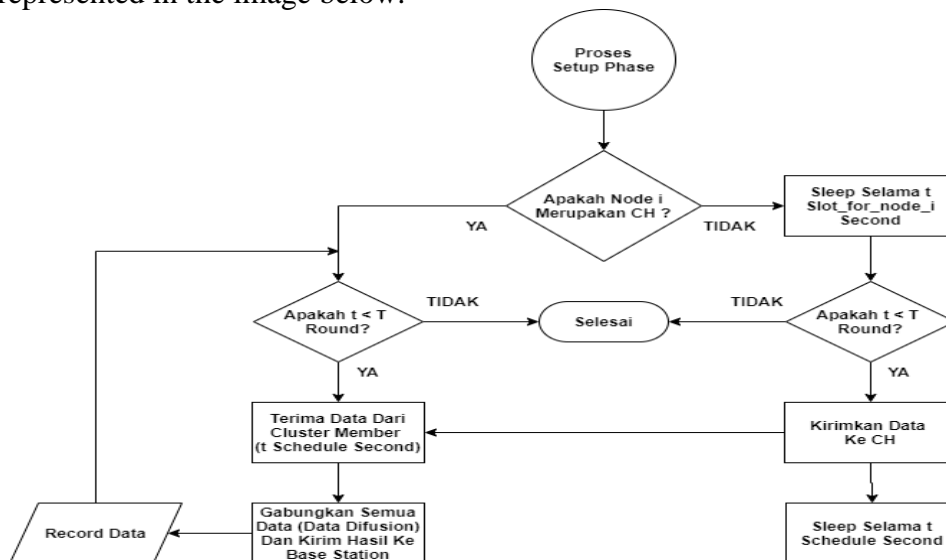 represented in the image below.
Proses
Setup Phase
Apakah Node i
Merupakan CH ?
YA
TIDAK
Sleep Selama t
Slot_for_node_i
Second
Apakah t < T
Round?
TIDAK
YA
Selesai
TIDAK
Apakah t < T
Round?
YA
Terima Data Dari
Cluster Member
(t Schedule Second)
Kirimkan Data
Ke CH
Record Data
Gabungkan Semua
Data (Data Difusion)
Dan Kirim Hasil Ke
Base Station
Sleep Selama t
Schedule Second